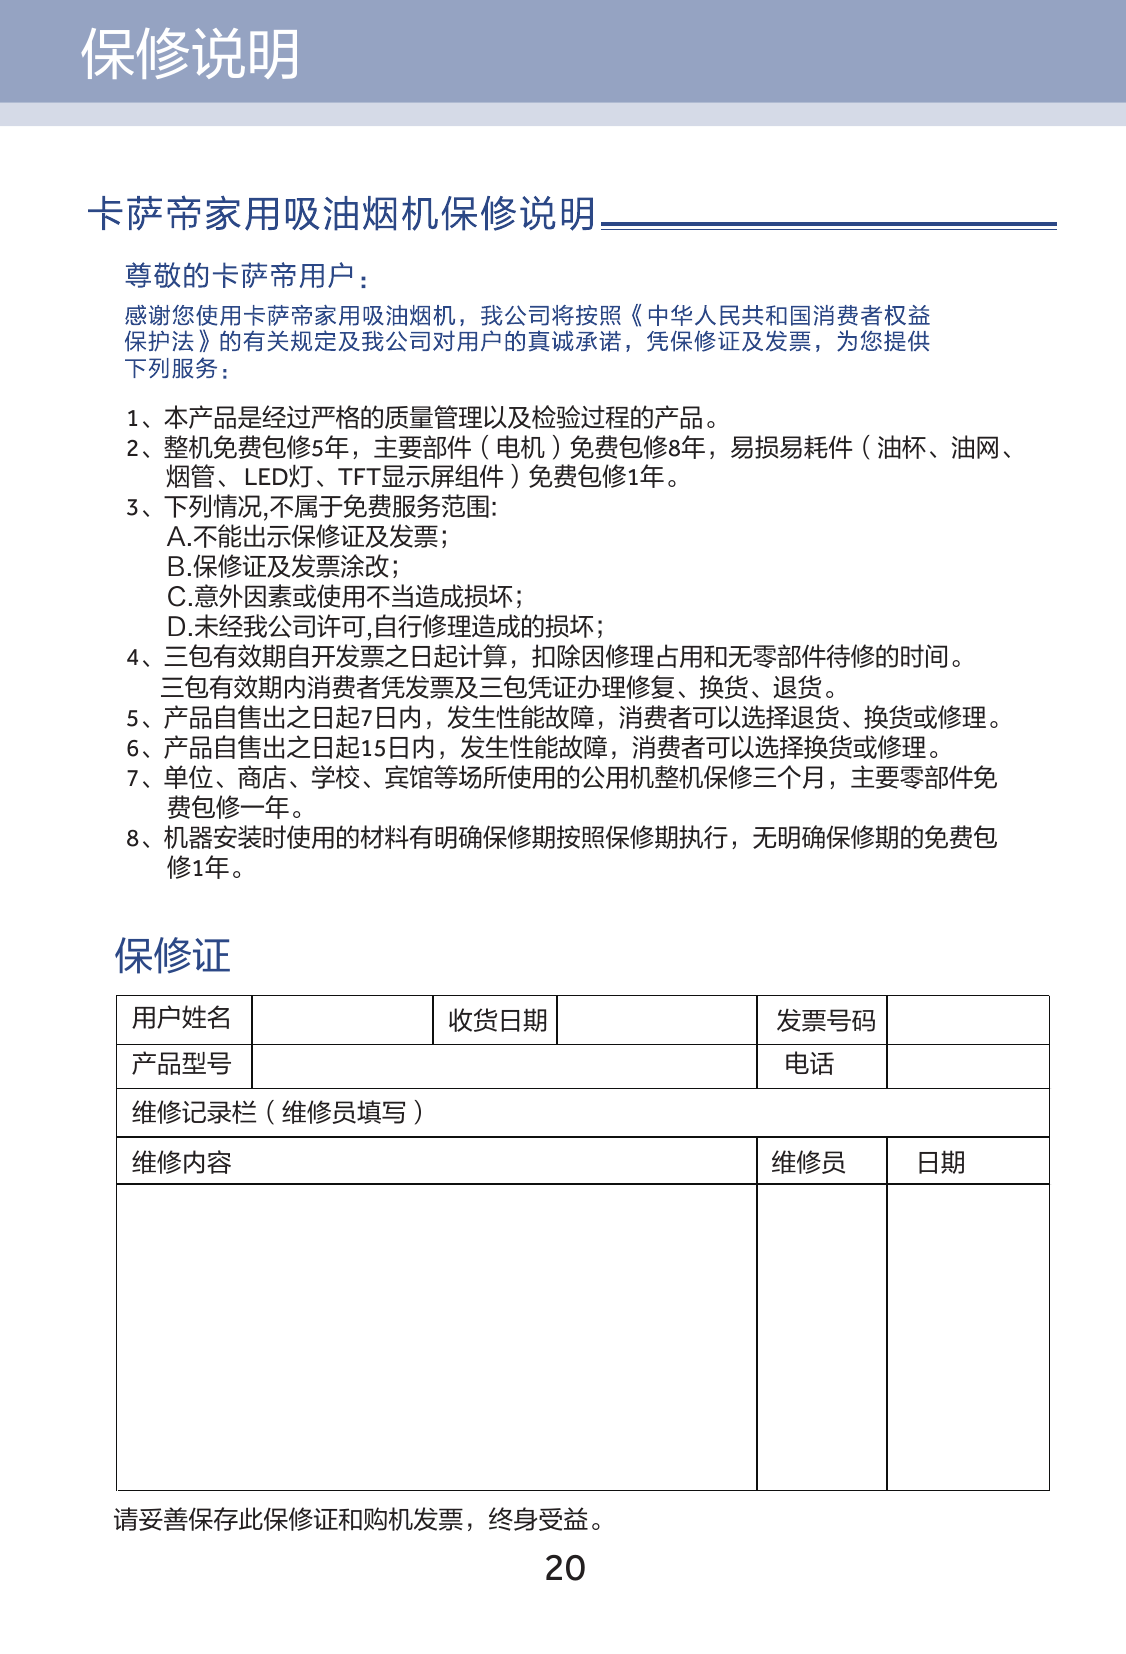 保修说明
卡萨帝家用吸油烟机保修说明
尊敬的卡萨帝用户：
感谢您使用卡萨帝家用吸油烟机，我公司将按照《中华人民共和国消费者权益
保护法》的有关规定及我公司对用户的真诚承诺，凭保修证及发票，为您提供
下列服务：
1、本产品是经过严格的质量管理以及检验过程的产品。
2、整机免费包修5年，主要部件（电机）免费包修8年，易损易耗件（油杯、油网、
烟管、LED灯、TFT显示屏组件）免费包修1年。
3、下列情况,不属于免费服务范围:
A.不能出示保修证及发票；
B.保修证及发票涂改；
C.意外因素或使用不当造成损坏；
D.未经我公司许可,自行修理造成的损坏；
4、三包有效期自开发票之日起计算，扣除因修理占用和无零部件待修的时间。
三包有效期内消费者凭发票及三包凭证办理修复、换货、退货。
5、产品自售出之日起7日内，发生性能故障，消费者可以选择退货、换货或修理。
6、产品自售出之日起15日内，发生性能故障，消费者可以选择换货或修理。
7、单位、商店、学校、宾馆等场所使用的公用机整机保修三个月，主要零部件免
费包修一年。
8、机器安装时使用的材料有明确保修期按照保修期执行，无明确保修期的免费包
修1年。
保修证
用户姓名 收货日期 发票号码
产品型号 电话
维修记录栏（维修员填写）
维修内容 维修员 日期
请妥善保存此保修证和购机发票，终身受益。
20